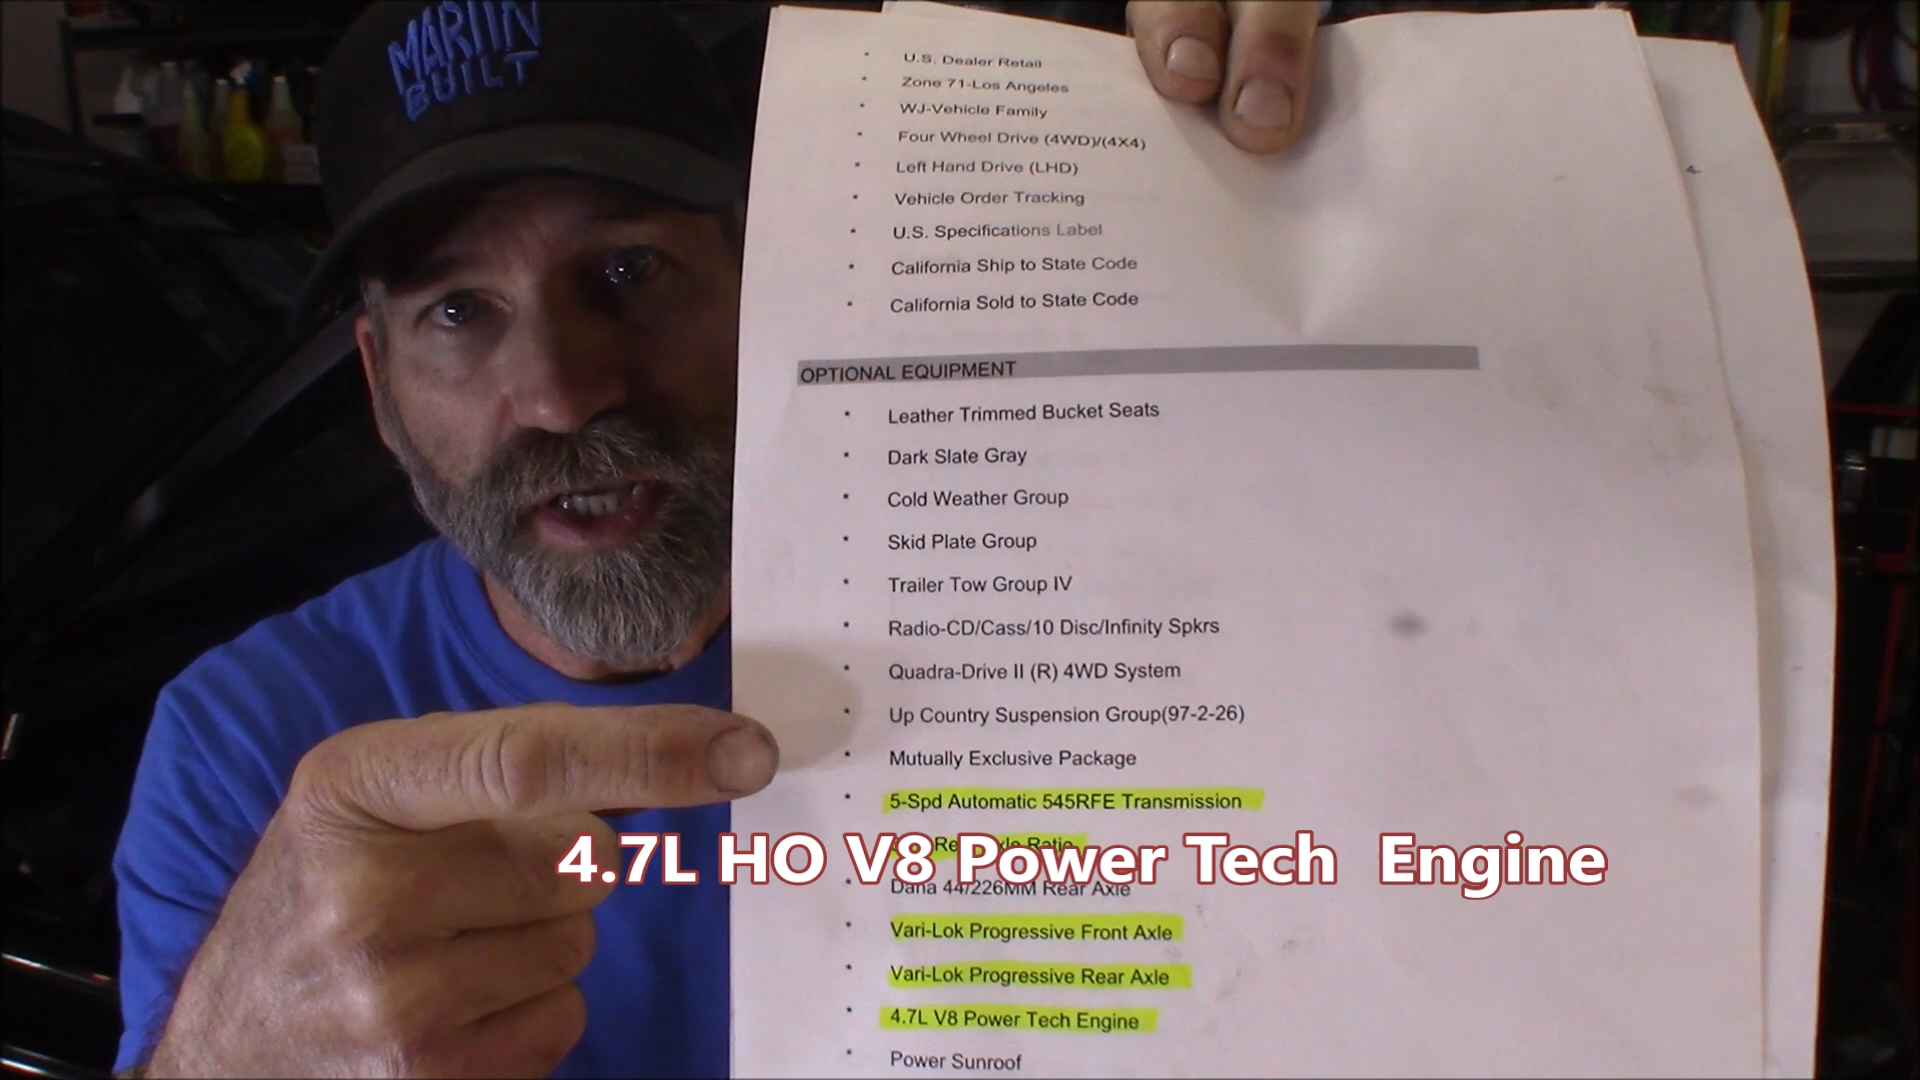 MARTIN
BUILT
U.S. Dealer Retail
Zone 71-Los Angeles
WJ-Vehicle Family
Four Wheel Drive (4WD)/(4X4)
Left Hand Drive (LHD)
Vehicle Order Tracking
U.S. Specifications Label
California Ship to State Code
California Sold to State Code
OPTIONAL EQUIPMENT
Leather Trimmed Bucket Seats
Dark Slate Gray
Cold Weather Group
Skid Plate Group
Trailer Tow Group IV
Radio-CD/Cass/10 Disc/Infinity Spkrs
Quadra-Drive II (R) 4WD System
Up Country Suspension Group(97-2-26)
Mutually Exclusive Package
5-Spd Automatic 545RFE Transmission
Ratio
4.7L HO V8 Power Tech Engine
Dana 44/226MM Rear Axle
Vari-Lok Progressive Front Axle
Vari-Lok Progressive Rear Axle
4.7L V8 Power Tech Engine
Power Sunroof